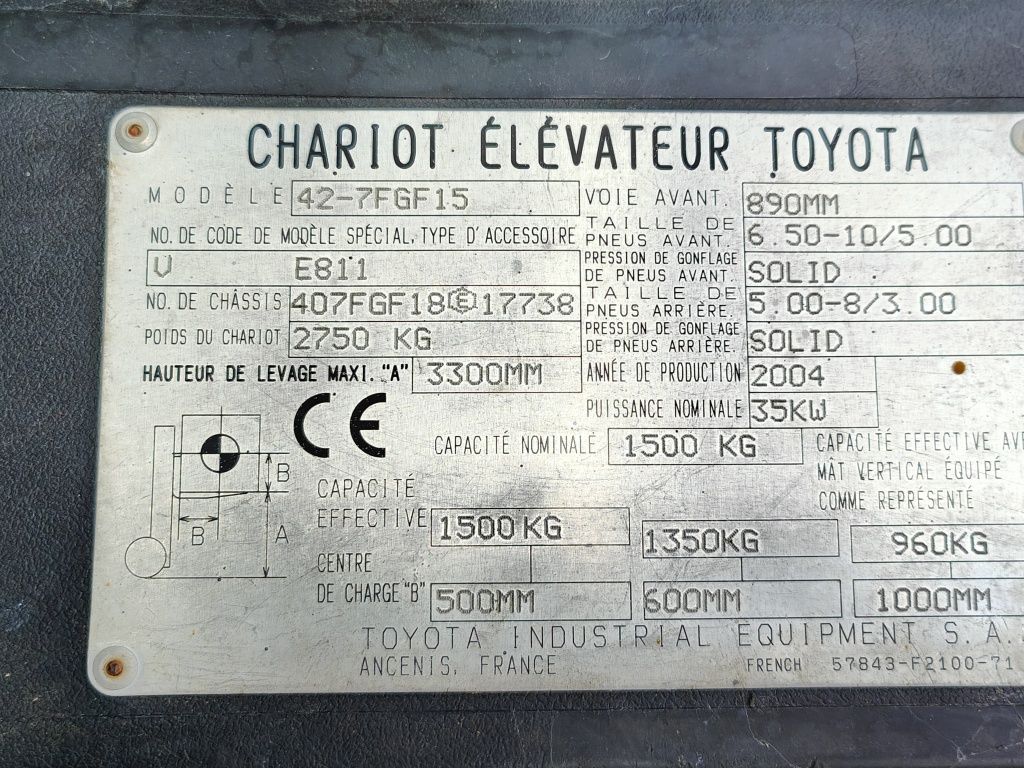 CHARIOT ÉLÉVATEUR TOYOTA
MODÈLE 42-7FGF15
NO. DE CODE DE MODÈLE SPÉCIAL, TYPE D'ACCESSOIRE
V E811
NO. DE CHÂSSIS 407FGF18Ⓔ17738
POIDS DU CHARIOT 2750 KG
HAUTEUR DE LEVAGE MAXI. "A" 3300MM
VOIE AVANT. 890MM
TAILLE DE
PNEUS AVANT. 6.50-10/5.00
PRESSION DE GONFLAGE
DE PNEUS AVANT. SOLID
TAILLE DE
PNEUS ARRIÈRE. 5.00-8/3.00
PRESSION DE GONFLAGE
DE PNEUS ARRIÈRE. SOLID
ANNÉE DE PRODUCTION 2004
PUISSANCE NOMINALE 35KW
CE
CAPACITÉ NOMINALE 1500 KG
CAPACITÉ EFFECTIVE
MÂT VERTICAL ÉQUIPÉ
COMME REPRÉSENTÉ
B
B
A
CAPACITÉ
EFFECTIVE 1500KG 1350KG 960KG
CENTRE
DE CHARGE "B" 500MM 600MM 1000MM
TOYOTA INDUSTRIAL EQUIPMENT S.A.
ANCENIS, FRANCE
FRENCH 57843-F2100-71